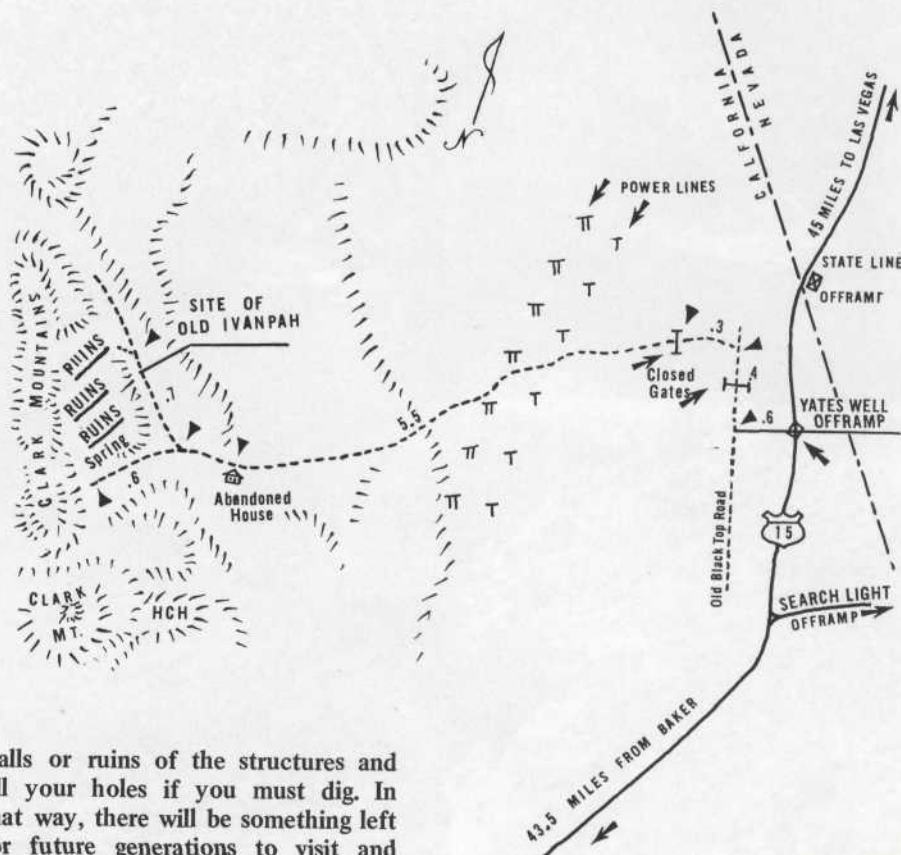 CALIFORNIA
NEVADA
45 MILES TO LAS VEGAS
N
POWER LINES
STATE LINE
OFFRAMP
SITE OF
OLD IVANPAH
.3
CLARK MOUNTAINS
RUINS
RUINS
RUINS
Spring
.7
Closed
Gates
.4
5.5
.6
YATES WELL
OFFRAMP
.6
Abandoned
House
Old Black Top Road
15
CLARK
MT.
HCH
SEARCH LIGHT
OFFRAMP
43.5 MILES FROM BAKER
alls or ruins of the structures and
ll your holes if you must dig. In
hat way, there will be something left
or future generations to visit and